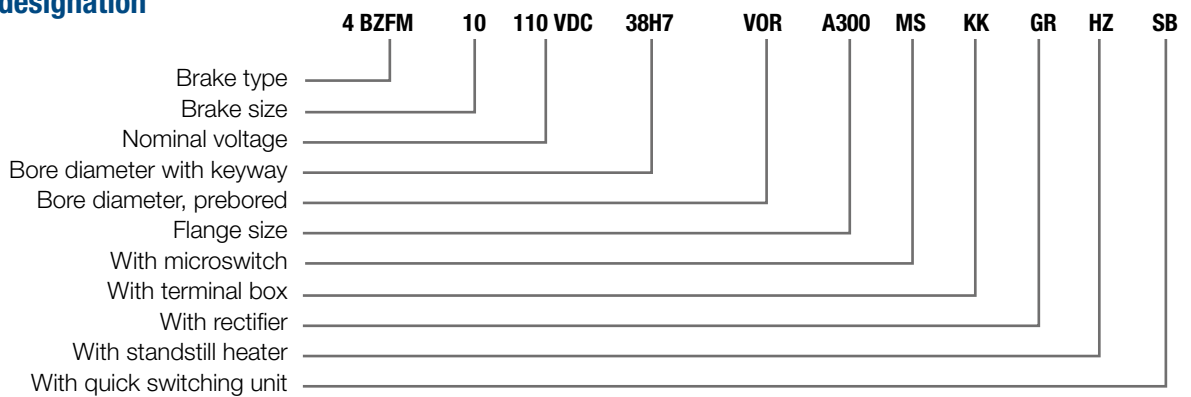 designation
4 BZFM 10 110 VDC 38H7 VOR A300 MS KK GR HZ SB
Brake type
Brake size
Nominal voltage
Bore diameter with keyway
Bore diameter, prebored
Flange size
With microswitch
With terminal box
With rectifier
With standstill heater
With quick switching unit